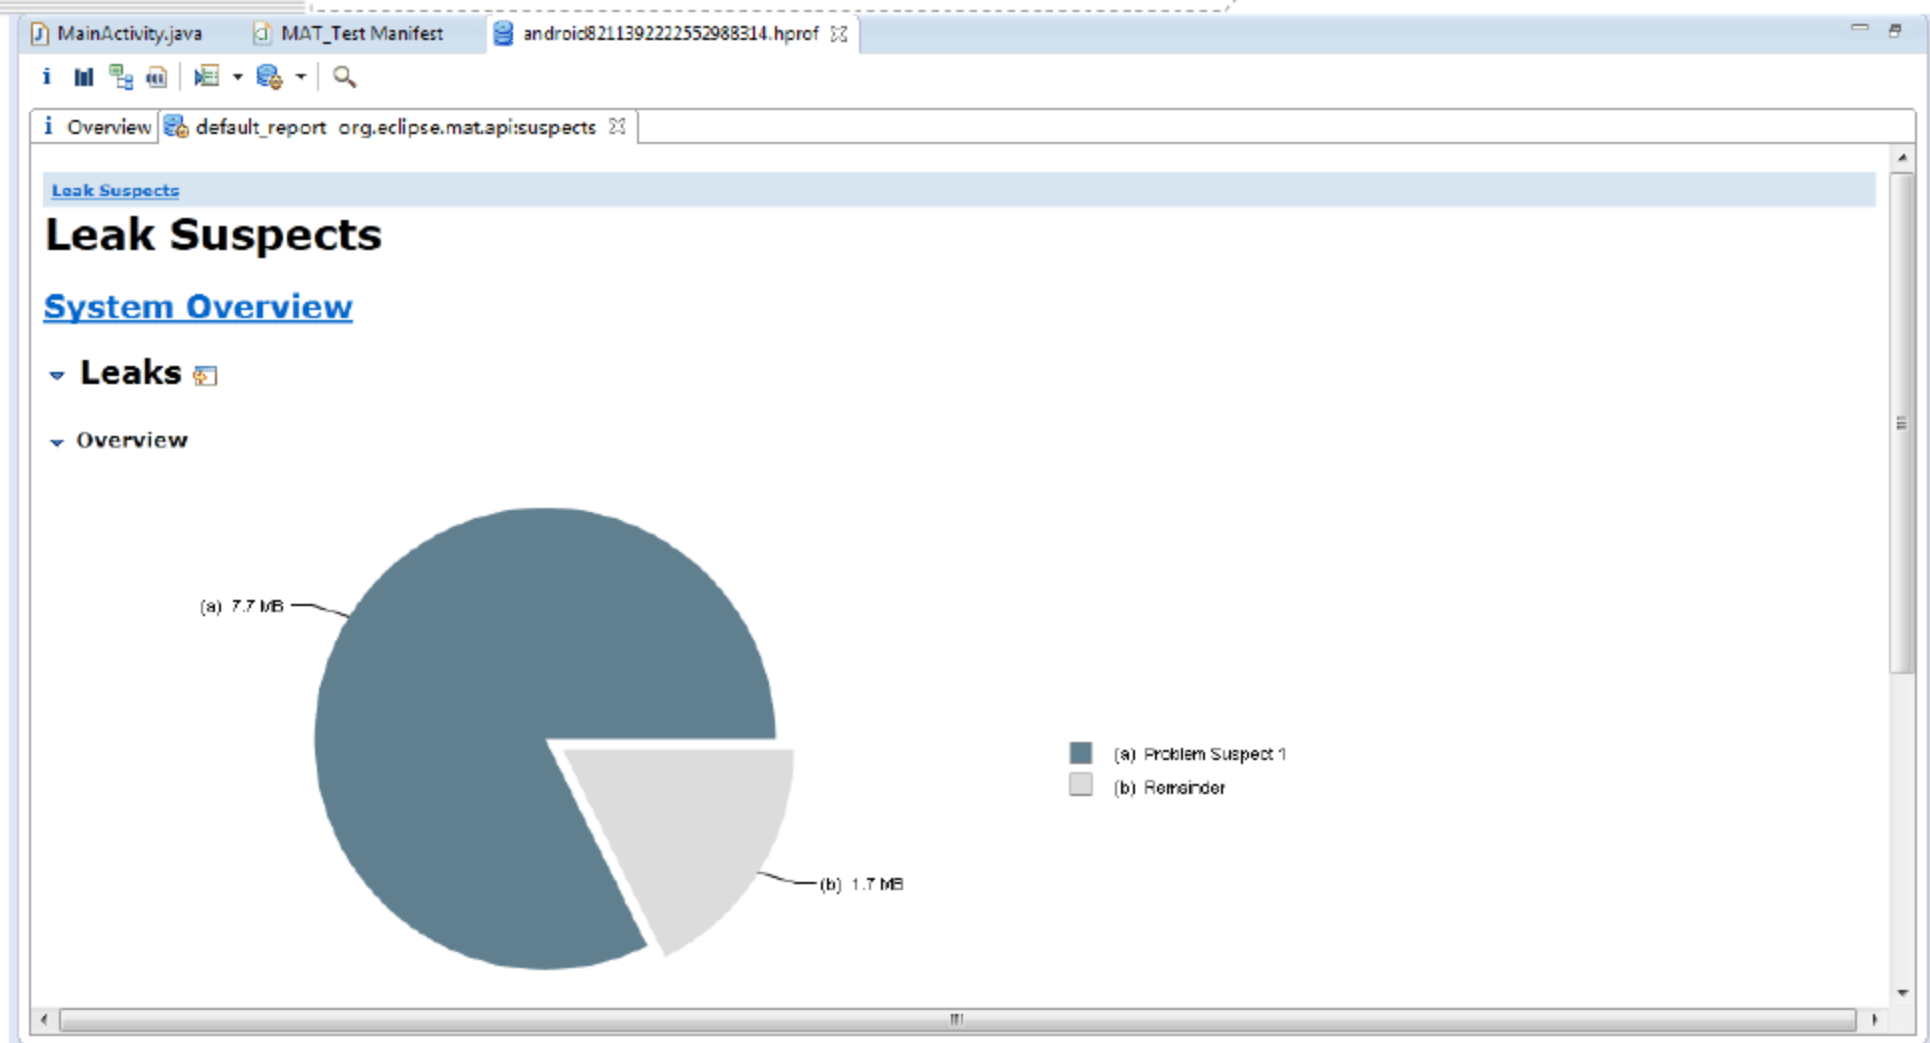 MainActivity.java MAT_Test Manifest android8211392222552988314.hprof
Overview default_report org.eclipse.mat.api:suspects
Leak Suspects
Leak Suspects
System Overview
Leaks
Overview
(a) 7.7 MB
(a) Problem Suspect 1
(b) Remainder
(b) 1.7 MB